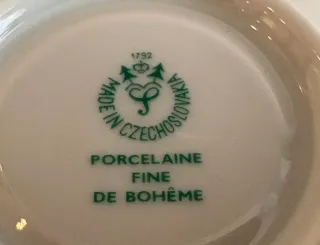 1792
MADE IN CZECHOSLOVAKIA
PORCELAINE
FINE
DE BOHÊME